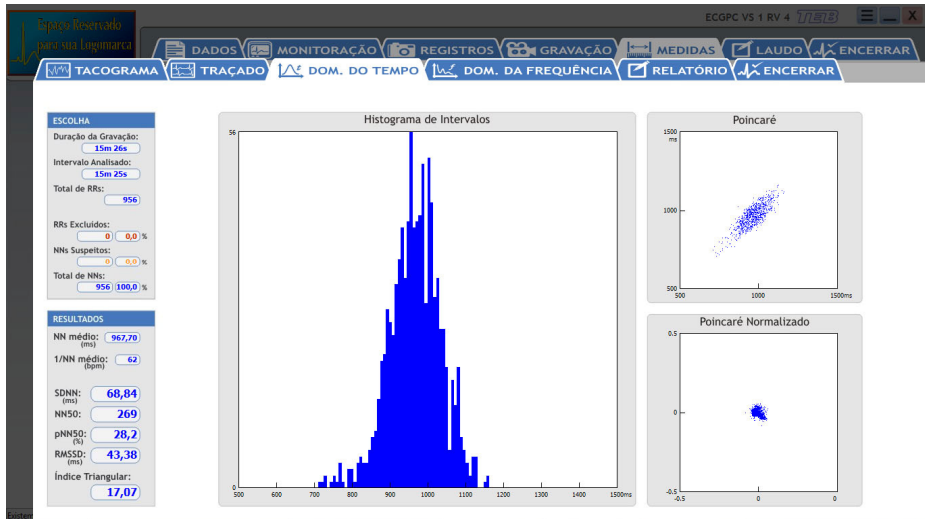 Espaço Reservado
para sua Logomarca
ECGPC VS 1 RV 4 TEB
X
DADOS MONITORAÇÃO REGISTROS GRAVAÇÃO MEDIDAS LAUDO ENCERRAR
TACOGRAMA TRAÇADO DOM. DO TEMPO DOM. DA FREQUÊNCIA RELATÓRIO ENCERRAR
ESCOLHA
Duração da Gravação:
15m 26s
Intervalo Analisado:
15m 25s
Total de RRs:
956
RRs Excluidos:
0 0,0 %
NNs Suspeitos:
0 0,0 %
Total de NNs:
956 100,0 %
RESULTADOS
NN médio: 967,70
(ms)
1/NN médio: 62
(bpm)
SDNN: 68,84
(ms)
NN50: 269
pNN50: 28,2
(%)
RMSSD: 43,38
(ms)
Índice Triangular:
17,07
Histograma de Intervalos
56
0
500 600 700 800 900 1000 1100 1200 1300 1400 1500ms
Poincaré
1500
ms
1000
500
500 1000 1500ms
Poincaré Normalizado
0.5
0
-0.5
-0.5 0 0